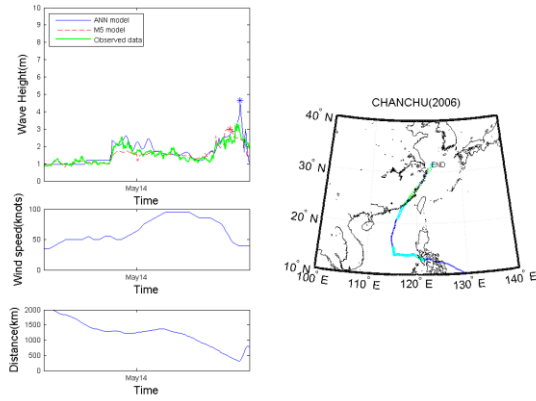 ANN model
M5 model
Observed data
10
9
8
7
6
5
4
3
2
1
0
Wave Height(m)
May14
Time
100
50
0
Wind speed(knots)
May14
Time
2000
1500
1000
500
0
Distance(km)
May14
Time
CHANCHU(2006)
40°N
30°N
20°N
10°N
100°E
110°E
120°E
130°E
140°E